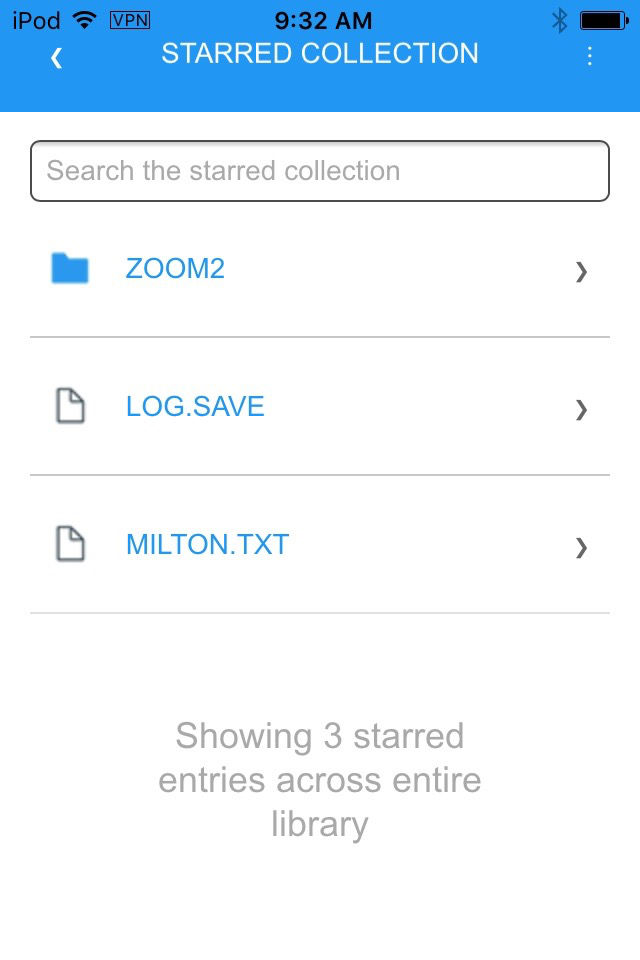 iPod VPN 9:32 AM
STARRED COLLECTION
Search the starred collection
ZOOM2
LOG.SAVE
MILTON.TXT
Showing 3 starred
entries across entire
library